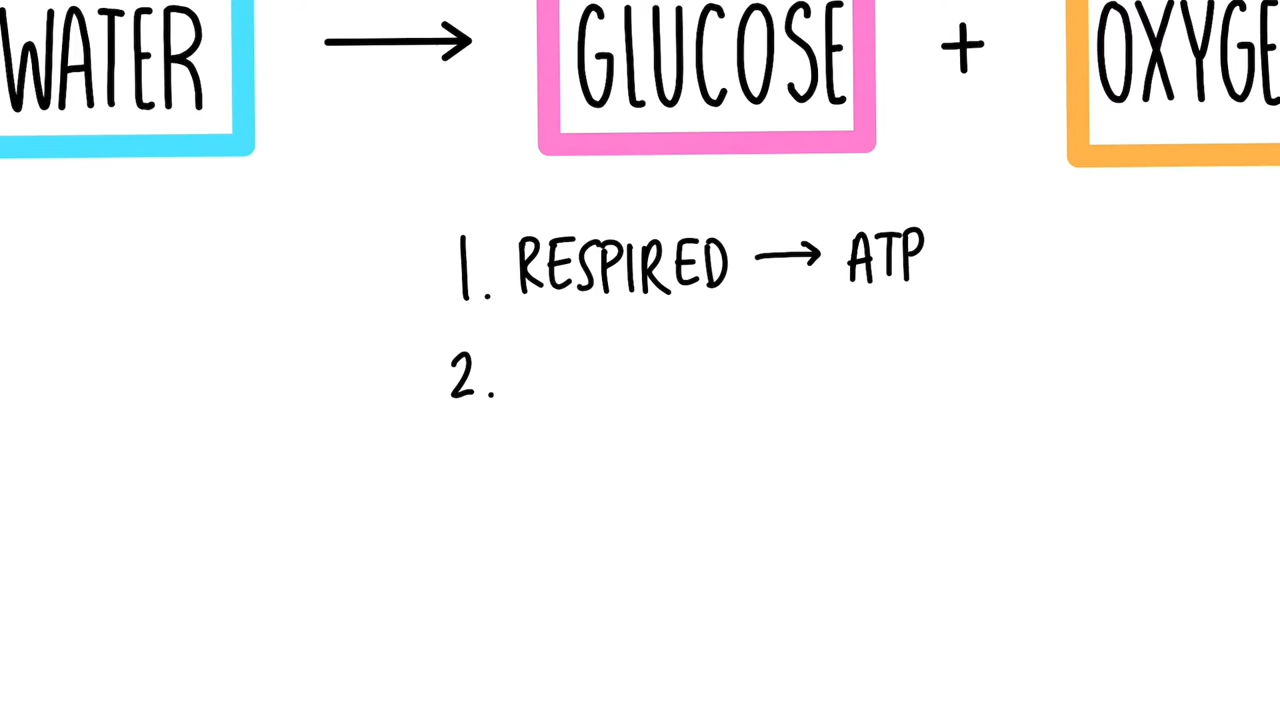 WATER → GLUCOSE + OXYGE
1. RESPIRED → ATP
2.